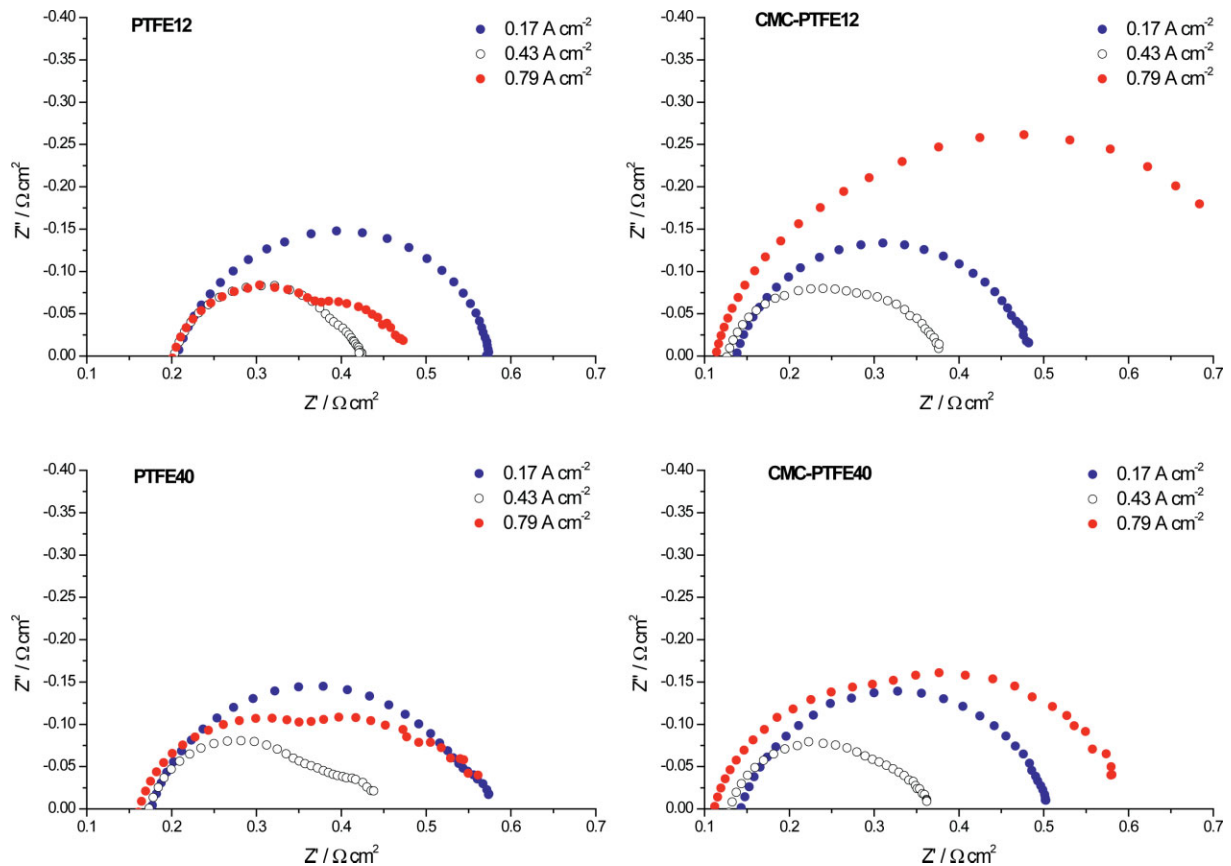 PTFE12
0.17 A cm-2
0.43 A cm-2
0.79 A cm-2
-0.40
-0.35
-0.30
-0.25
-0.20
-0.15
-0.10
-0.05
0.00
Z'' / Ω cm2
0.1 0.2 0.3 0.4 0.5 0.6 0.7
Z' / Ω cm2
CMC-PTFE12
0.17 A cm-2
0.43 A cm-2
0.79 A cm-2
-0.40
-0.35
-0.30
-0.25
-0.20
-0.15
-0.10
-0.05
0.00
Z'' / Ω cm2
0.1 0.2 0.3 0.4 0.5 0.6 0.7
Z' / Ω cm2
PTFE40
0.17 A cm-2
0.43 A cm-2
0.79 A cm-2
-0.40
-0.35
-0.30
-0.25
-0.20
-0.15
-0.10
-0.05
0.00
Z'' / Ω cm2
0.1 0.2 0.3 0.4 0.5 0.6 0.7
Z' / Ω cm2
CMC-PTFE40
0.17 A cm-2
0.43 A cm-2
0.79 A cm-2
-0.40
-0.35
-0.30
-0.25
-0.20
-0.15
-0.10
-0.05
0.00
Z'' / Ω cm2
0.1 0.2 0.3 0.4 0.5 0.6 0.7
Z' / Ω cm2